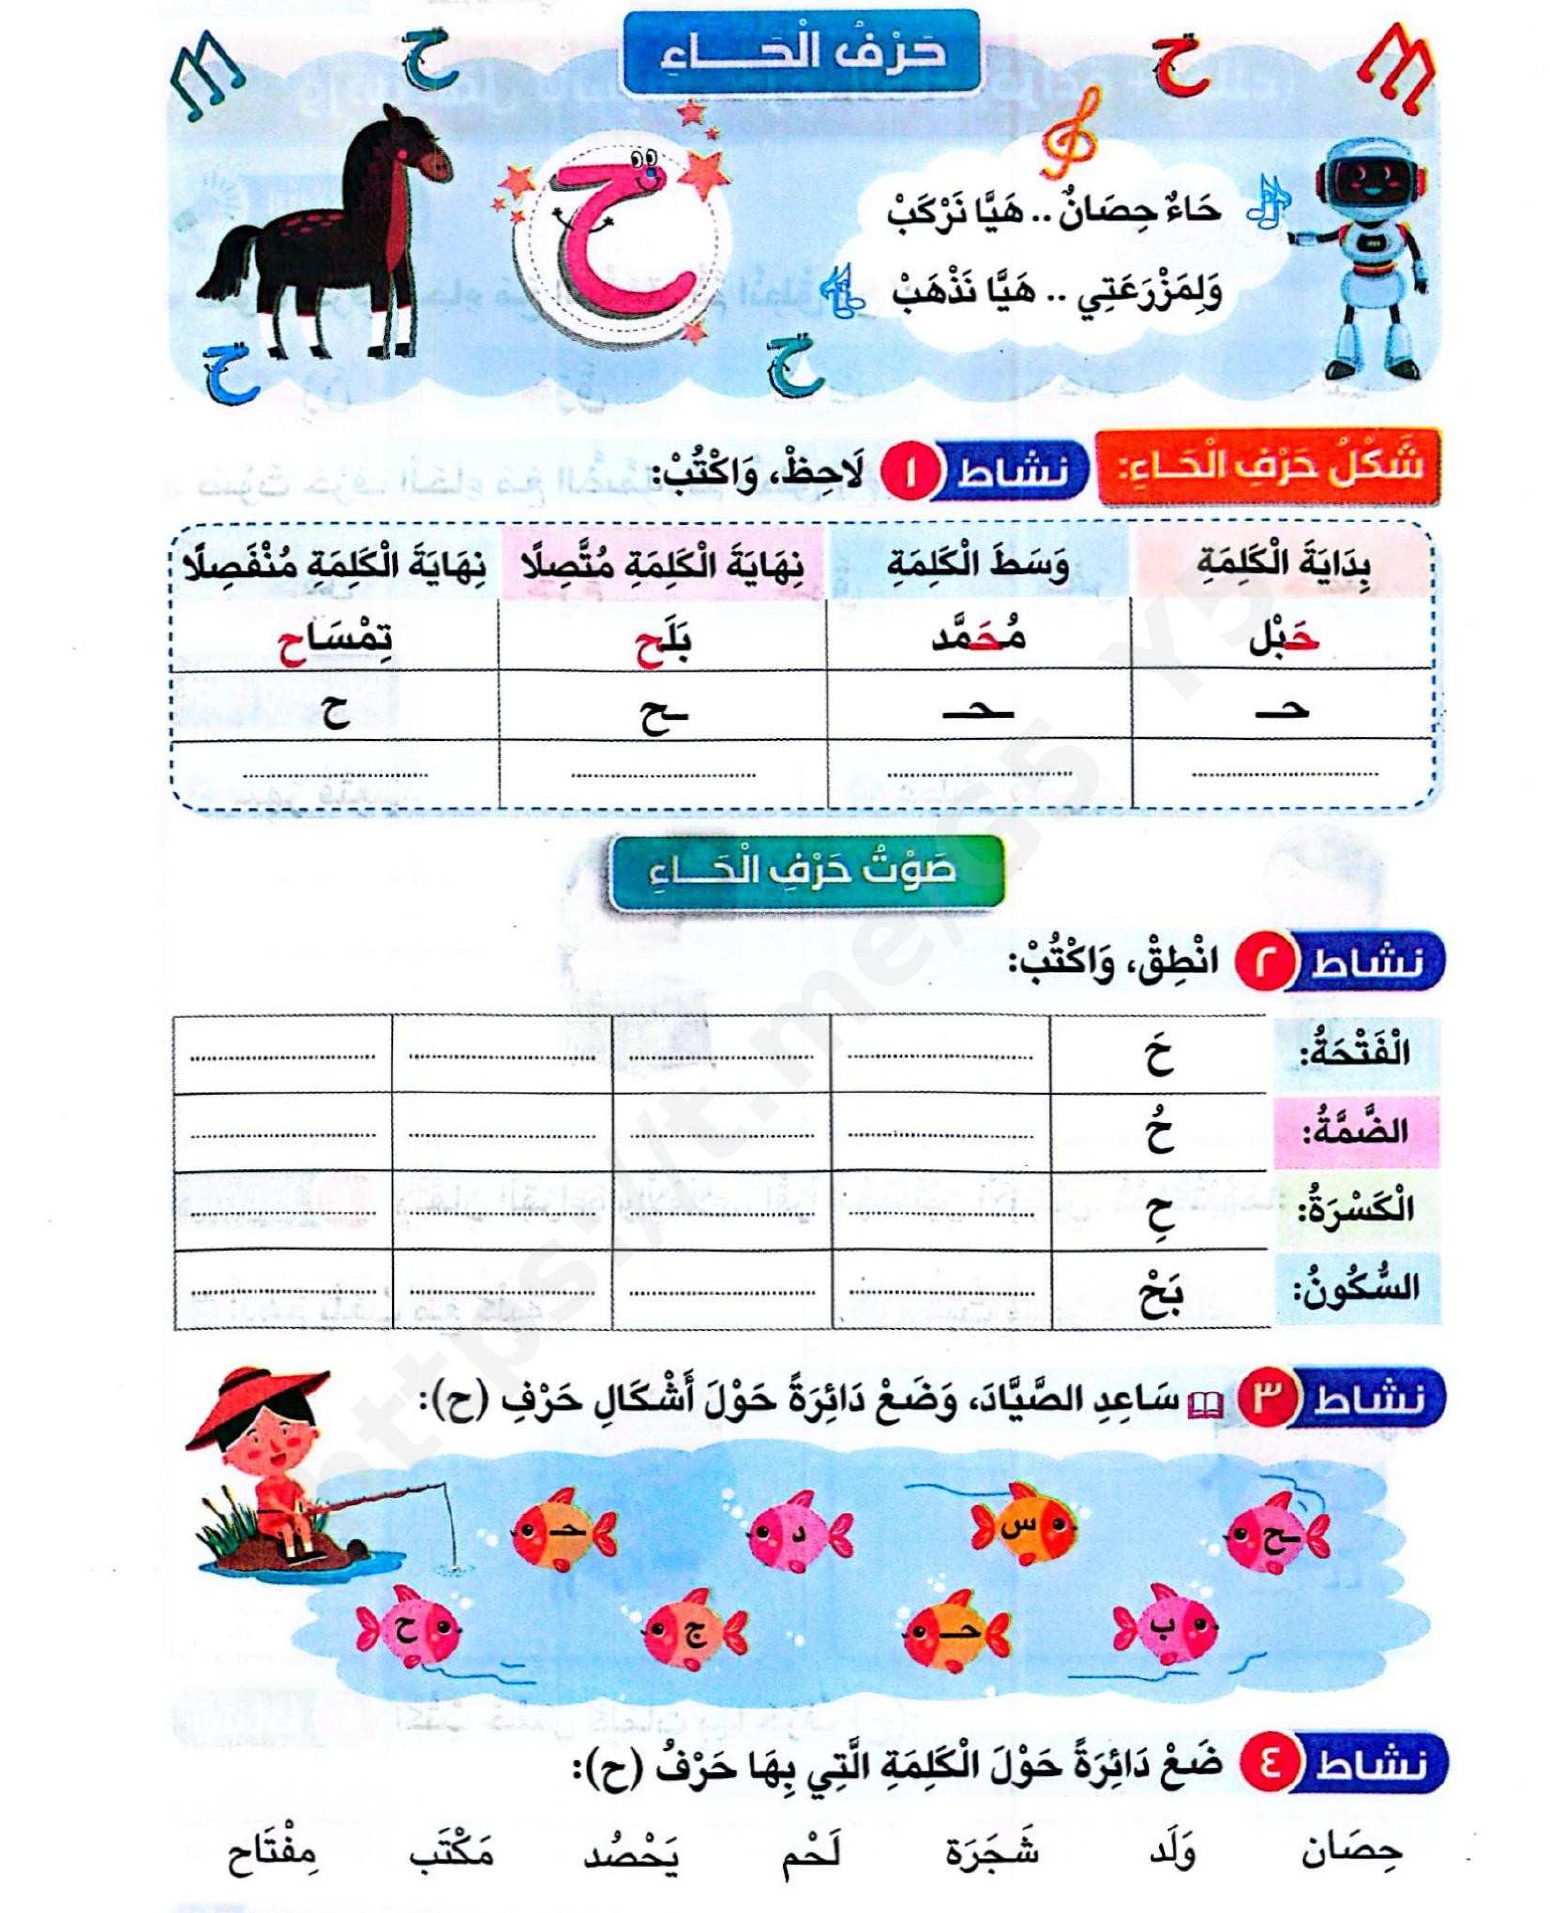 حَرْفُ الْحَـــاءِ
ح
ح
ح
حَاءٌ حِصَانٌ .. هَيَّا نَرْكَبْ
وَلِمَزْرَعَتِي .. هَيَّا نَذْهَبْ
ح
ح
شَكْلُ حَرْفِ الْحَـاءِ: نشاط ١ لَاحِظْ، وَاكْتُبْ:
بِدَايَةَ الْكَلِمَةِ وَسَطَ الْكَلِمَةِ نِهَايَةَ الْكَلِمَةِ مُتَّصِلًا نِهَايَةَ الْكَلِمَةِ مُنْفَصِلًا
حَبْل مُحَمَّد بَلَح تِمْسَاح
حـ ـحـ ـح ح
صَوْتُ حَرْفِ الْحَـــاءِ
نشاط ٢ انْطِقْ، وَاكْتُبْ:
الْفَتْحَةُ: حَ
الضَّمَّةُ: حُ
الْكَسْرَةُ: حِ
السُّكُونُ: بَحْ
نشاط ٣ سَاعِدِ الصَّيَّادَ، وَضَعْ دَائِرَةً حَوْلَ أَشْكَالِ حَرْفِ (ح):
ـح س د ـحـ
ب حـ ج ح
نشاط ٤ ضَعْ دَائِرَةً حَوْلَ الْكَلِمَةِ الَّتِي بِهَا حَرْفُ (ح):
حِصَان وَلَد شَجَرَة لَحْم يَحْصُد مَكْتَب مِفْتَاح